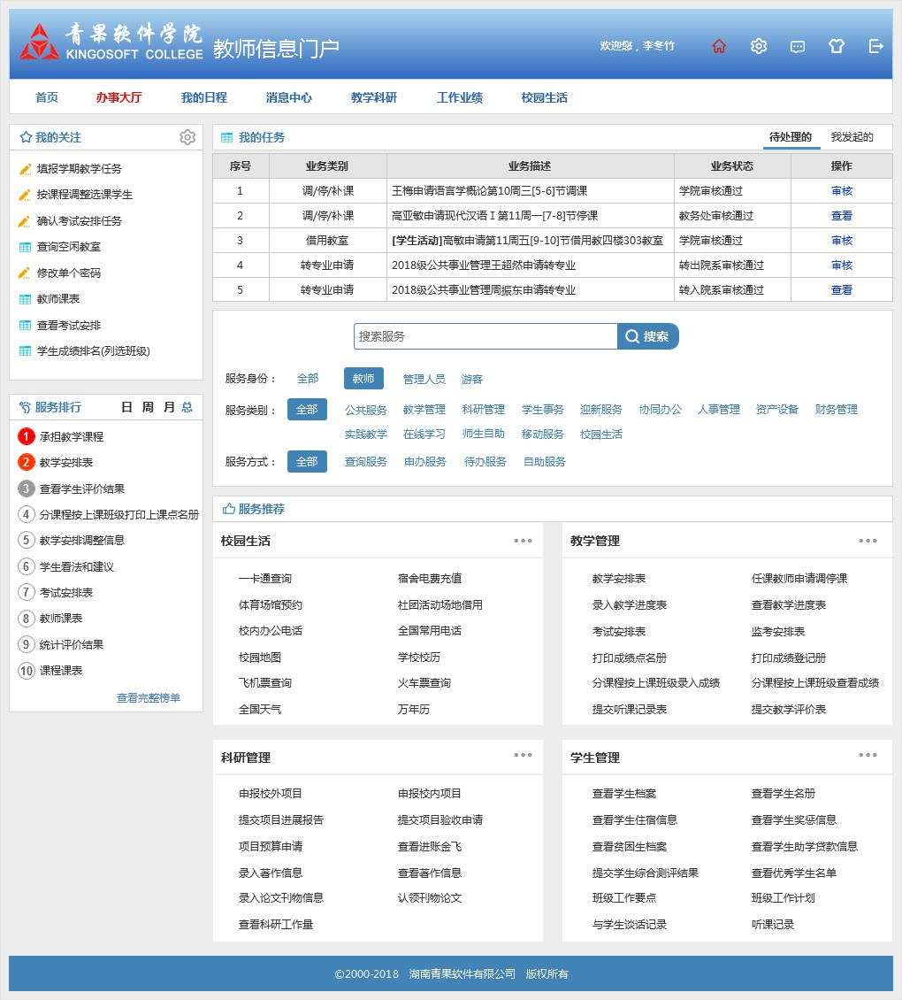 青果软件学院
KINGOSOFT COLLEGE
教师信息门户
欢迎您，李冬竹
首页 办事大厅 我的日程 消息中心 教学科研 工作业绩 校园生活
我的关注
填报学期教学任务
按课程调整选课学生
确认考试安排任务
查询空闲教室
修改单个密码
教师课表
查看考试安排
学生成绩排名(列选班级)
服务排行 日 周 月 总
1 承担教学课程
2 教学安排表
3 查看学生评价结果
4 分课程按上课班级打印上课点名册
5 教学安排调整信息
6 学生看法和建议
7 考试安排表
8 教师课表
9 统计评价结果
10 课程课表
查看完整榜单
我的任务 待处理的 我发起的
序号 业务类别 业务描述 业务状态 操作
1 调/停/补课 王梅申请语言学概论第10周三[5-6]节调课 学院审核通过 审核
2 调/停/补课 高亚敏申请现代汉语Ⅰ第11周一[7-8]节停课 教务处审核通过 查看
3 借用教室 [学生活动]高敏申请第11周五[9-10]节借用教四楼303教室 学院审核通过 审核
4 转专业申请 2018级公共事业管理王超然申请转专业 转出院系审核通过 审核
5 转专业申请 2018级公共事业管理周振东申请转专业 转入院系审核通过 查看
搜索服务 搜索
服务身份： 全部 教师 管理人员 游客
服务类别： 全部 公共服务 教学管理 科研管理 学生事务 迎新服务 协同办公 人事管理 资产设备 财务管理
实践教学 在线学习 师生自助 移动服务 校园生活
服务方式： 全部 查询服务 申办服务 待办服务 自助服务
服务推荐
校园生活
一卡通查询 宿舍电费充值
体育场馆预约 社团活动场地借用
校内办公电话 全国常用电话
校园地图 学校校历
飞机票查询 火车票查询
全国天气 万年历
教学管理
教学安排表 任课教师申请调停课
录入教学进度表 查看教学进度表
考试安排表 监考安排表
打印成绩点名册 打印成绩登记册
分课程按上课班级录入成绩 分课程按上课班级查看成绩
提交听课记录表 提交教学评价表
科研管理
申报校外项目 申报校内项目
提交项目进展报告 提交项目验收申请
项目预算申请 查看进账金飞
录入著作信息 查看著作信息
录入论文刊物信息 认领刊物论文
查看科研工作量
学生管理
查看学生档案 查看学生名册
查看学生住宿信息 查看学生奖惩信息
查看贫困生档案 查看学生助学贷款信息
提交学生综合测评结果 查看优秀学生名单
班级工作要点 班级工作计划
与学生谈话记录 听课记录
©2000-2018 湖南青果软件有限公司 版权所有